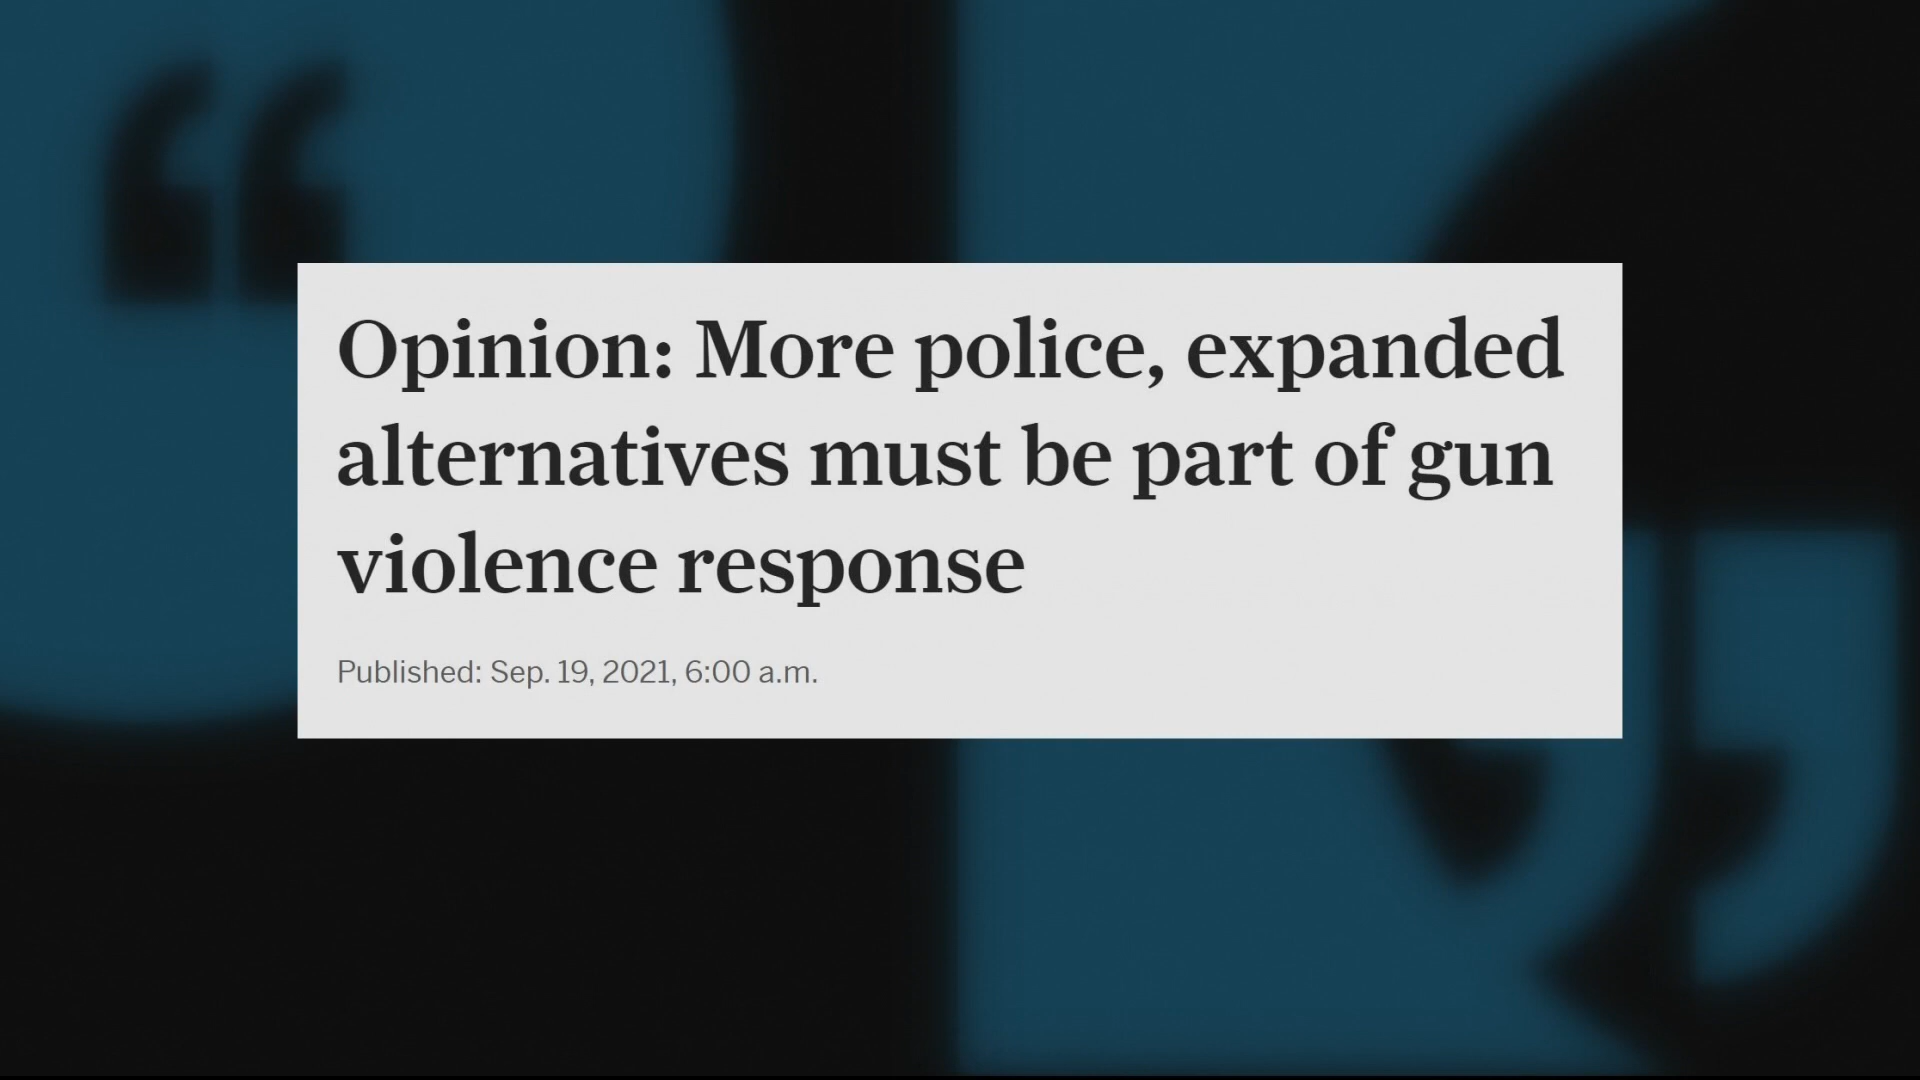 Opinion: More police, expanded
alternatives must be part of gun
violence response
Published: Sep. 19, 2021, 6:00 a.m.